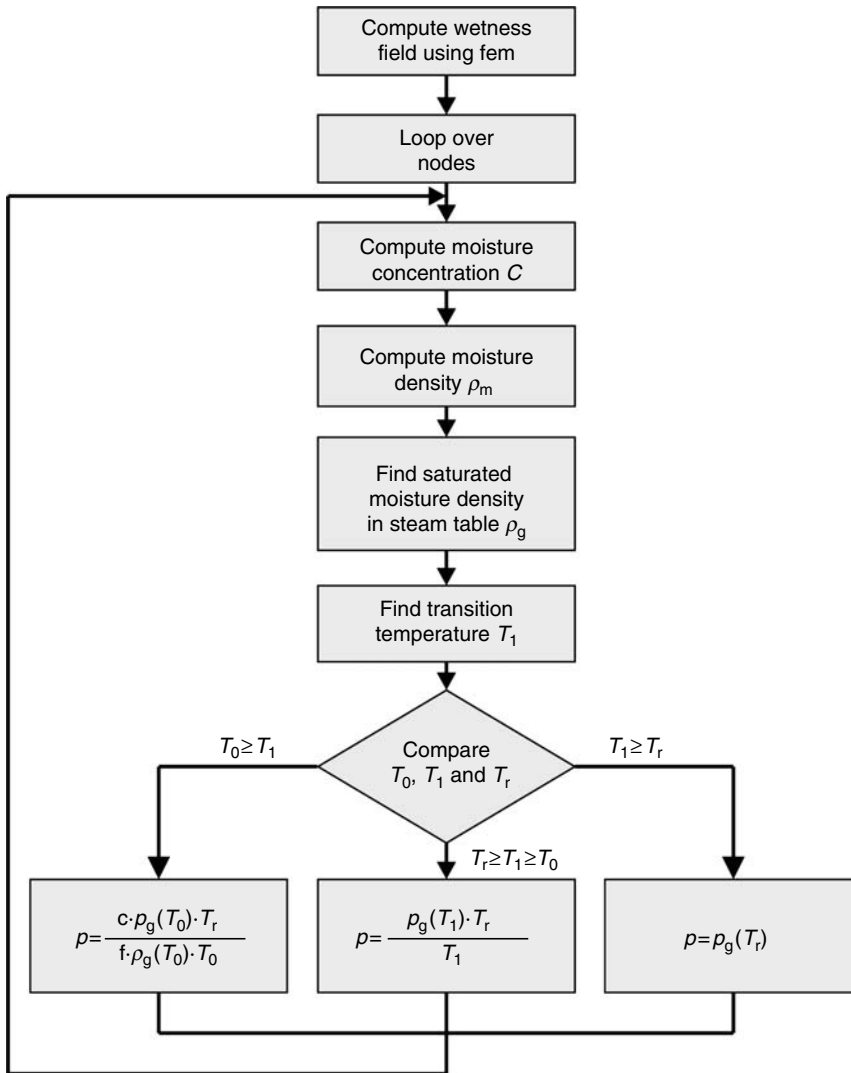 Compute wetness
field using fem
Loop over
nodes
Compute moisture
concentration C
Compute moisture
density ρm
Find saturated
moisture density
in steam table ρg
Find transition
temperature T1
T0≥T1
Compare
T0, T1 and Tr
T1≥Tr
Tr≥T1≥T0
p= c·pg(T0)·Tr / f·ρg(T0)·T0
p= pg(T1)·Tr / T1
p=pg(Tr)